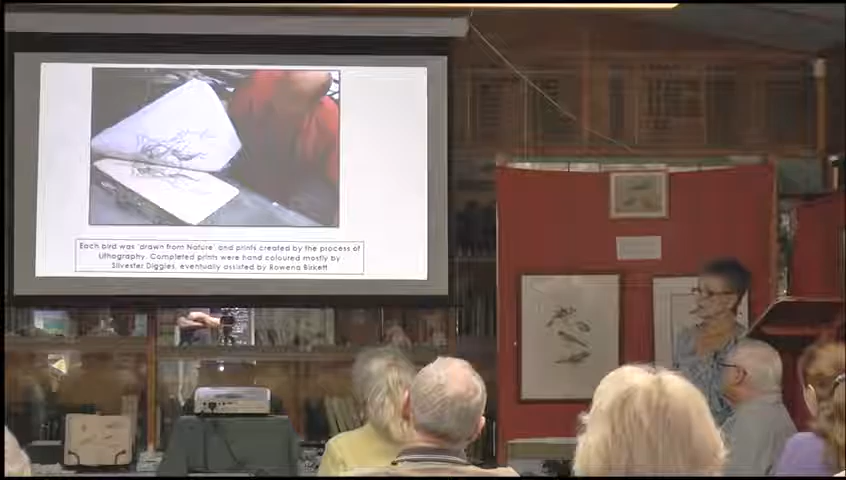 Each bird was 'drawn from Nature' and prints created by the process of
Lithography. Completed prints were hand coloured mostly by
Silvester Diggles, eventually assisted by Rowena Birkett